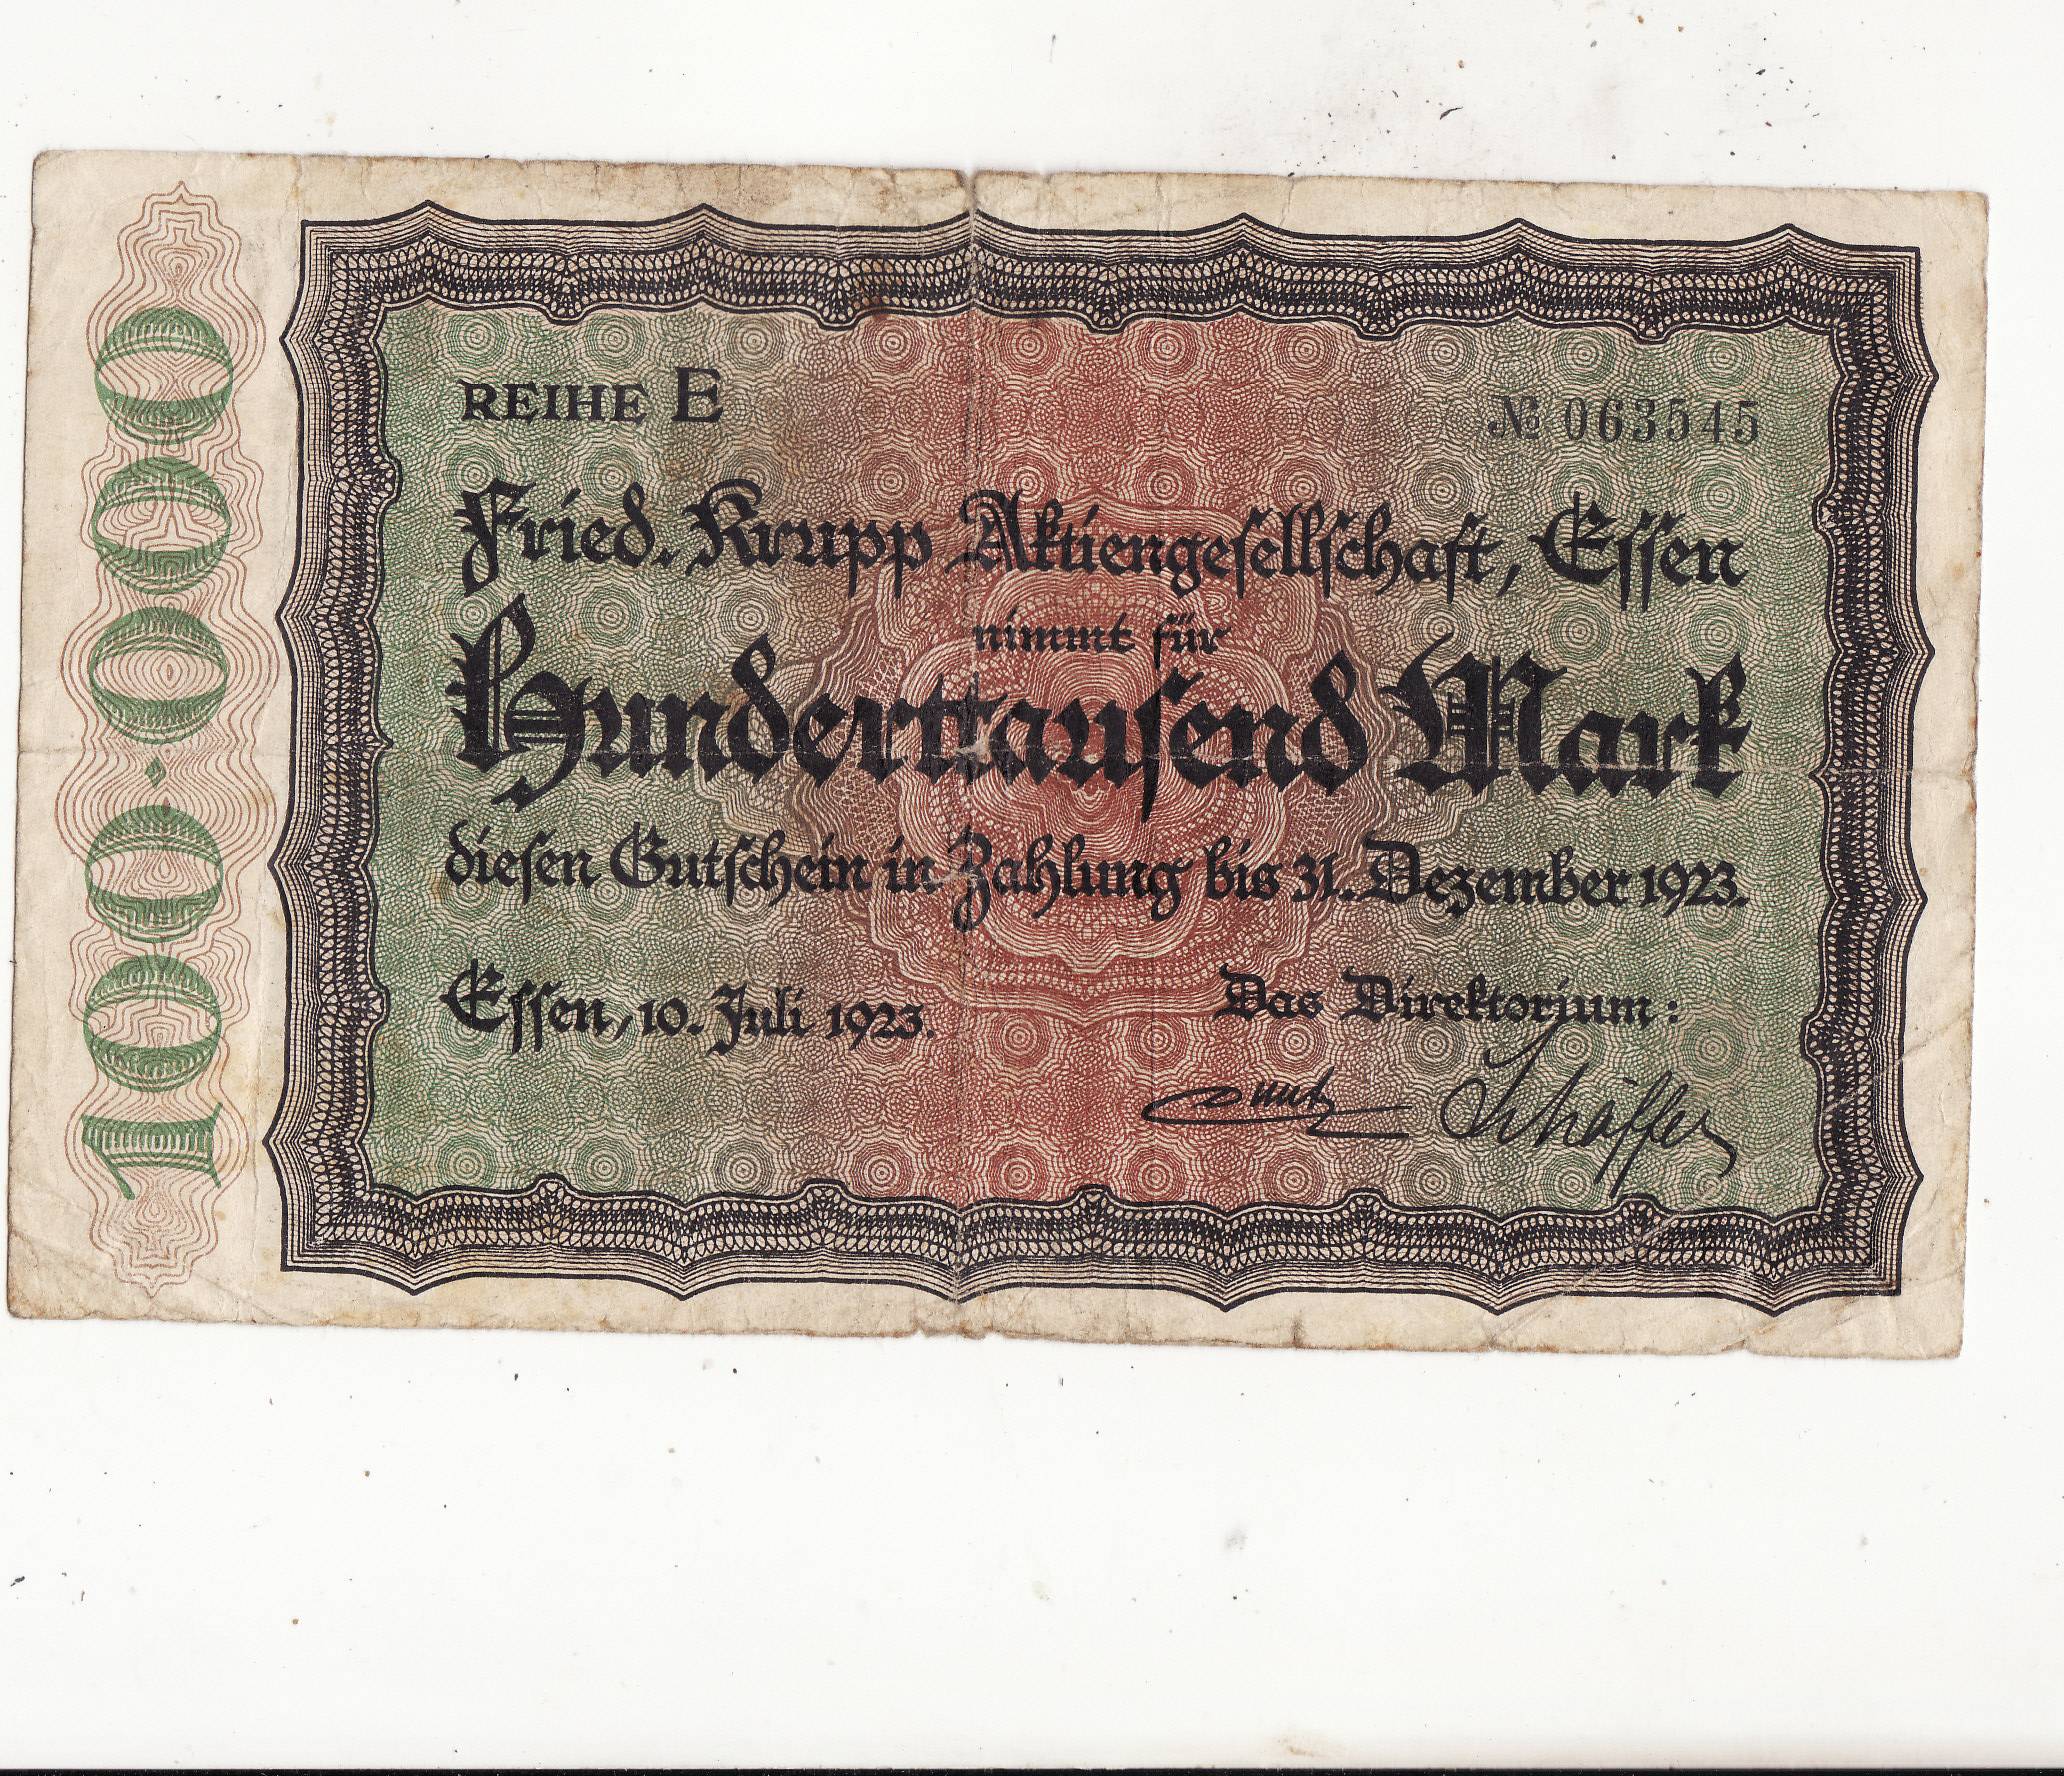 100·000
REIHE E
№ 063545
Fried. Krupp Aktiengesellschaft, Essen
nimmt für
Hunderttausend Mark
diesen Gutschein in Zahlung bis 31. Dezember 1923.
Essen, 10. Juli 1923.
Das Direktorium:
Schäffer